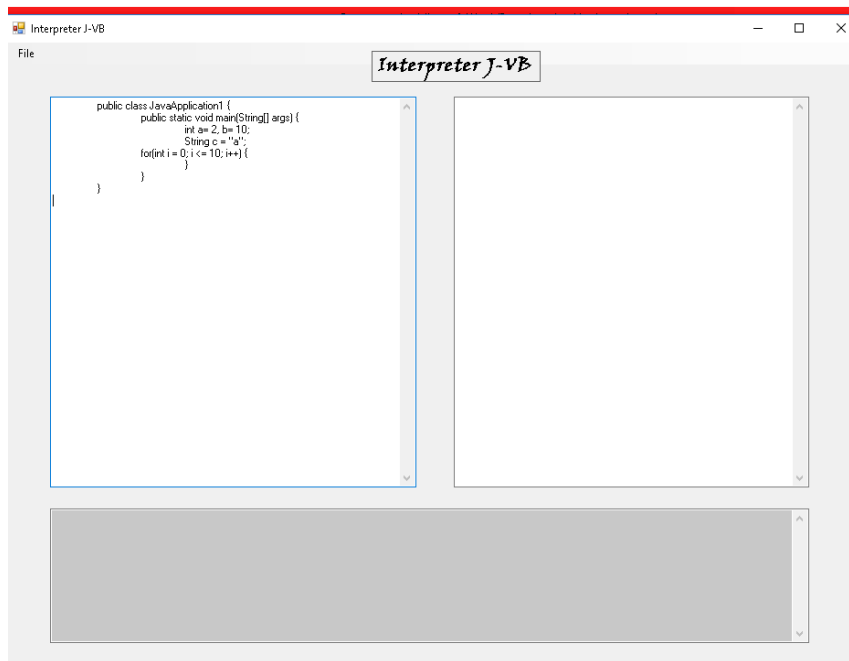 Interpreter J-VB
File
Interpreter J-VB
public class JavaApplication1 {
public static void main(String[] args) {
int a= 2, b= 10;
String c = "a";
for(int i = 0; i <= 10; i++) {
}
}
}